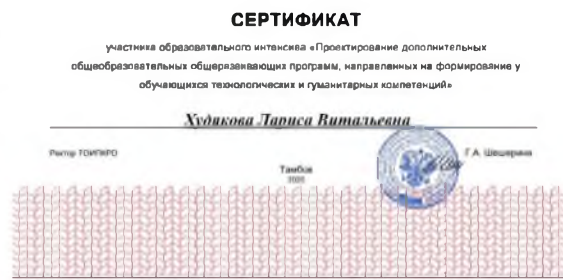 СЕРТИФИКАТ
участника образовательного интенсива «Проектирование дополнительных
общеобразовательных общеразвивающих программ, направленных на формирование у
обучающихся технологических и гуманитарных компетенций»
Худякова Лариса Витальевна
Ректор ТОИПКРО
Г.А. Шешерина
Тамбов
2020